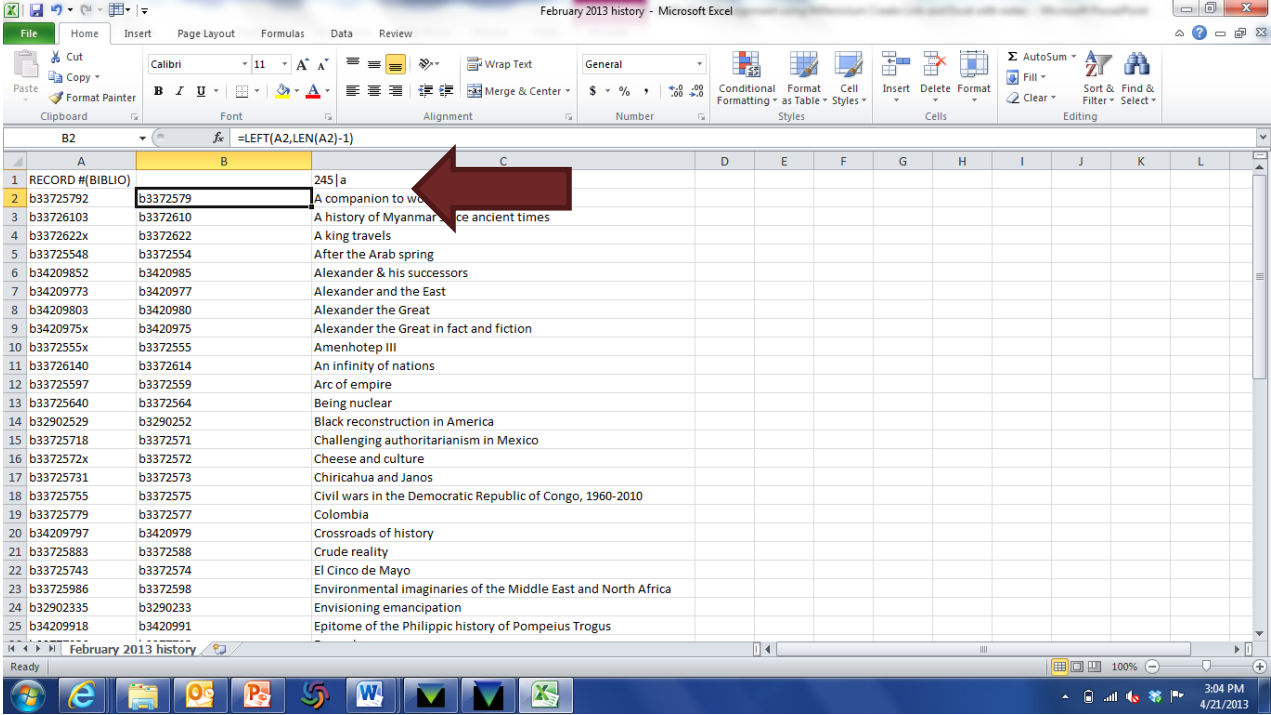 February 2013 history - Microsoft Excel
File Home Insert Page Layout Formulas Data Review
Paste
Cut
Copy
Format Painter
Clipboard
Calibri 11 A A
B I U A
Font
Wrap Text
Merge & Center
Alignment
General
$ % , .0 .00 .00 .0
Number
Conditional Formatting
Format as Table
Cell Styles
Styles
Insert Delete Format
Cells
Σ AutoSum
Fill
Clear
Sort & Filter
Find & Select
Editing
B2 fx =LEFT(A2,LEN(A2)-1)
A B C D E F G H I J K L
1 RECORD #(BIBLIO) 245|a
2 b33725792 b3372579 A companion to
3 b33726103 b3372610 A history of Myanmar ancient times
4 b3372622x b3372622 A king travels
5 b33725548 b3372554 After the Arab spring
6 b34209852 b3420985 Alexander & his successors
7 b34209773 b3420977 Alexander and the East
8 b34209803 b3420980 Alexander the Great
9 b3420975x b3420975 Alexander the Great in fact and fiction
10 b3372555x b3372555 Amenhotep III
11 b33726140 b3372614 An infinity of nations
12 b33725597 b3372559 Arc of empire
13 b33725640 b3372564 Being nuclear
14 b32902529 b3290252 Black reconstruction in America
15 b33725718 b3372571 Challenging authoritarianism in Mexico
16 b3372572x b3372572 Cheese and culture
17 b33725731 b3372573 Chiricahua and Janos
18 b33725755 b3372575 Civil wars in the Democratic Republic of Congo, 1960-2010
19 b33725779 b3372577 Colombia
20 b34209797 b3420979 Crossroads of history
21 b33725883 b3372588 Crude reality
22 b33725743 b3372574 El Cinco de Mayo
23 b33725986 b3372598 Environmental imaginaries of the Middle East and North Africa
24 b32902335 b3290233 Envisioning emancipation
25 b34209918 b3420991 Epitome of the Philippic history of Pompeius Trogus
February 2013 history
Ready 100%
3:04 PM
4/21/2013